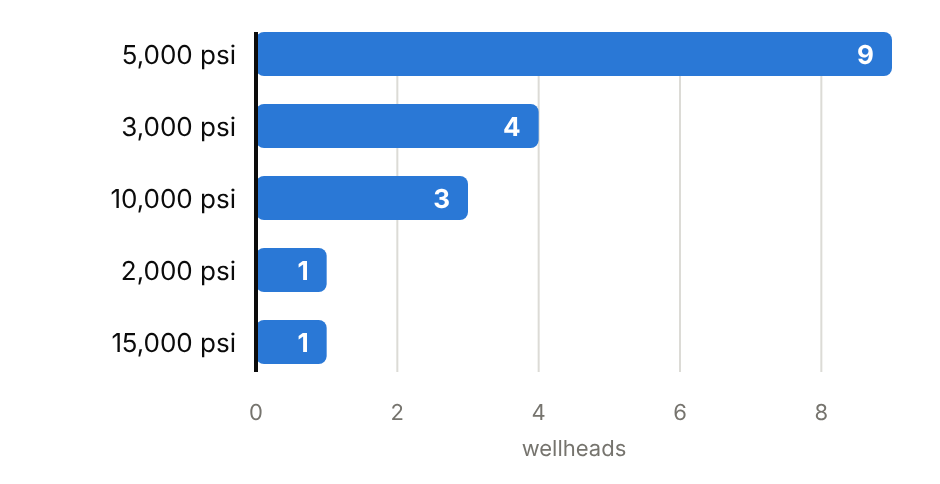 5,000 psi 9
3,000 psi 4
10,000 psi 3
2,000 psi 1
15,000 psi 1
0 2 4 6 8
wellheads